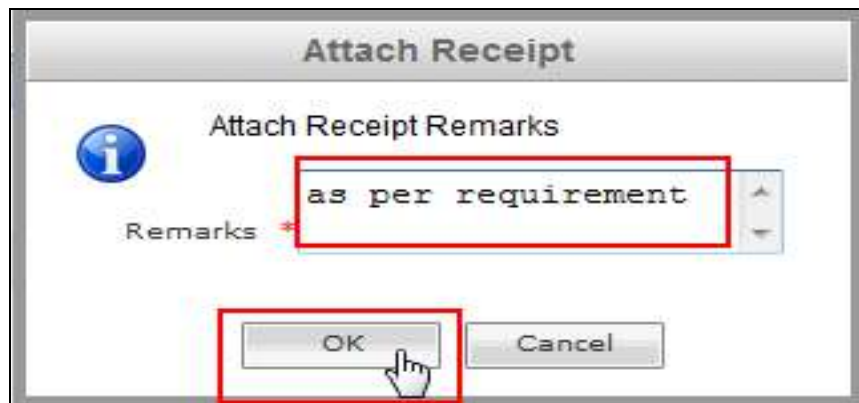 Attach Receipt
Attach Receipt Remarks
as per requirement
Remarks *
OK Cancel